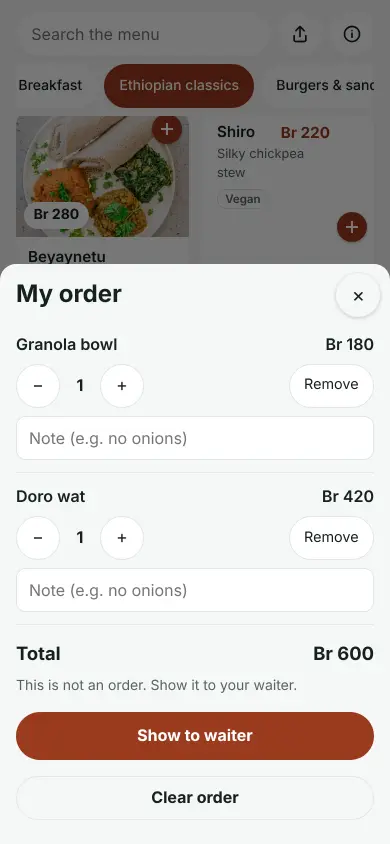 Search the menu
Breakfast
Ethiopian classics
Burgers & sand
Br 280
Beyaynetu
Shiro
Br 220
Silky chickpea
stew
Vegan
My order
Granola bowl
Br 180
1
Remove
Note (e.g. no onions)
Doro wat
Br 420
1
Remove
Note (e.g. no onions)
Total
Br 600
This is not an order. Show it to your waiter.
Show to waiter
Clear order